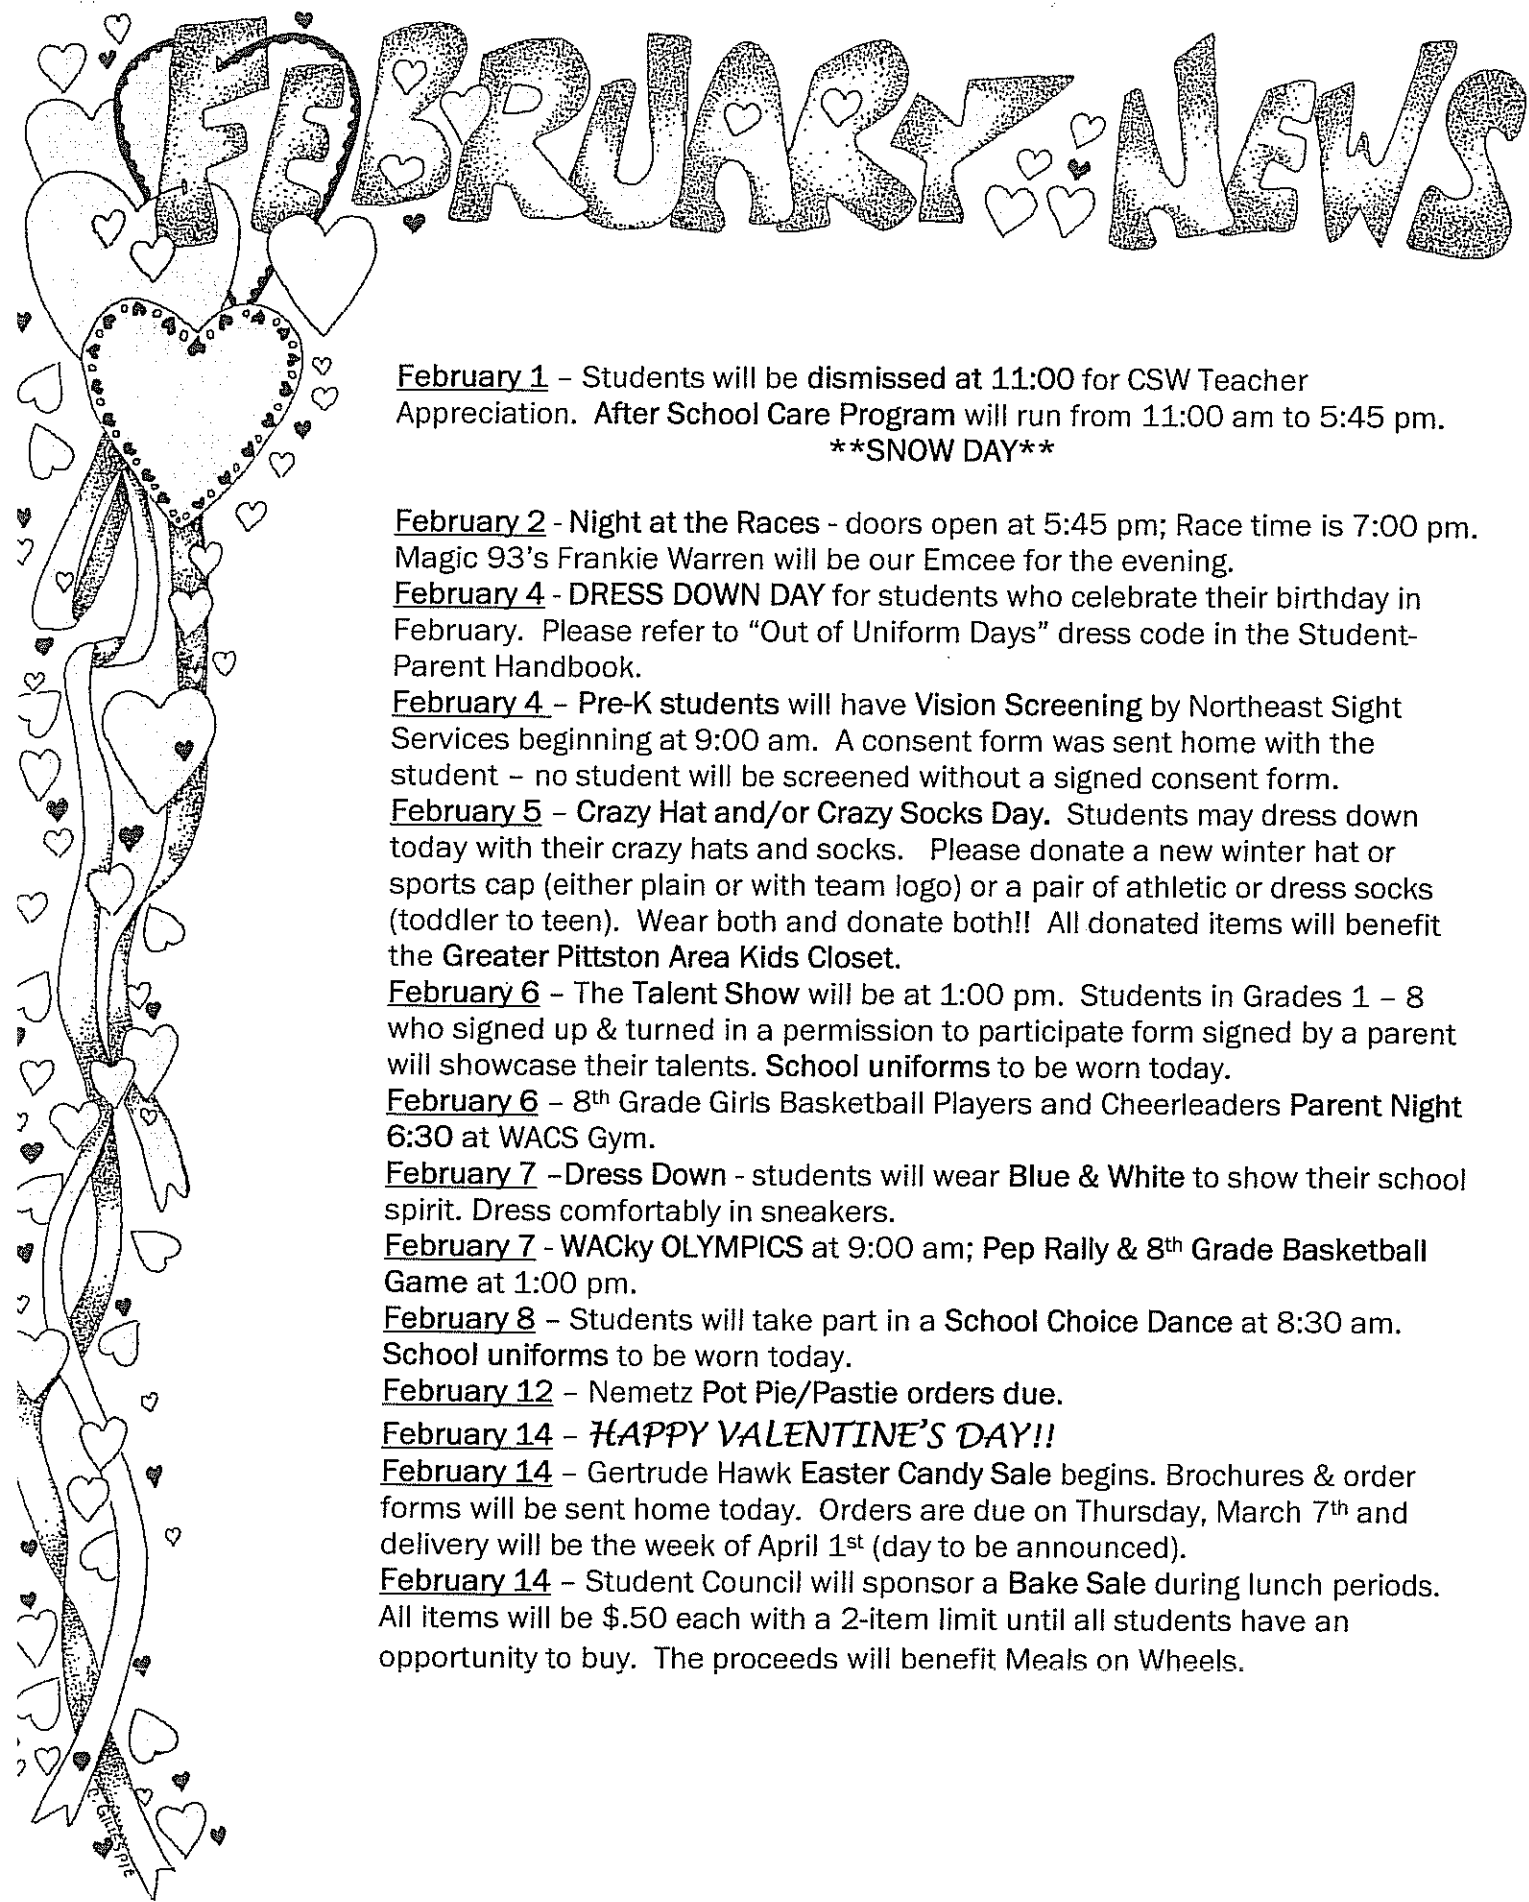 FEBRUARY NEWS
February 1 – Students will be dismissed at 11:00 for CSW Teacher
Appreciation. After School Care Program will run from 11:00 am to 5:45 pm.
**SNOW DAY**
February 2 - Night at the Races - doors open at 5:45 pm; Race time is 7:00 pm.
Magic 93's Frankie Warren will be our Emcee for the evening.
February 4 - DRESS DOWN DAY for students who celebrate their birthday in
February. Please refer to "Out of Uniform Days" dress code in the Student-
Parent Handbook.
February 4 – Pre-K students will have Vision Screening by Northeast Sight
Services beginning at 9:00 am. A consent form was sent home with the
student – no student will be screened without a signed consent form.
February 5 – Crazy Hat and/or Crazy Socks Day. Students may dress down
today with their crazy hats and socks. Please donate a new winter hat or
sports cap (either plain or with team logo) or a pair of athletic or dress socks
(toddler to teen). Wear both and donate both!! All donated items will benefit
the Greater Pittston Area Kids Closet.
February 6 – The Talent Show will be at 1:00 pm. Students in Grades 1 – 8
who signed up & turned in a permission to participate form signed by a parent
will showcase their talents. School uniforms to be worn today.
February 6 – 8th Grade Girls Basketball Players and Cheerleaders Parent Night
6:30 at WACS Gym.
February 7 –Dress Down - students will wear Blue & White to show their school
spirit. Dress comfortably in sneakers.
February 7 - WACky OLYMPICS at 9:00 am; Pep Rally & 8th Grade Basketball
Game at 1:00 pm.
February 8 – Students will take part in a School Choice Dance at 8:30 am.
School uniforms to be worn today.
February 12 – Nemetz Pot Pie/Pastie orders due.
February 14 – HAPPY VALENTINE'S DAY!!
February 14 – Gertrude Hawk Easter Candy Sale begins. Brochures & order
forms will be sent home today. Orders are due on Thursday, March 7th and
delivery will be the week of April 1st (day to be announced).
February 14 – Student Council will sponsor a Bake Sale during lunch periods.
All items will be $.50 each with a 2-item limit until all students have an
opportunity to buy. The proceeds will benefit Meals on Wheels.
C. GILLESPIE